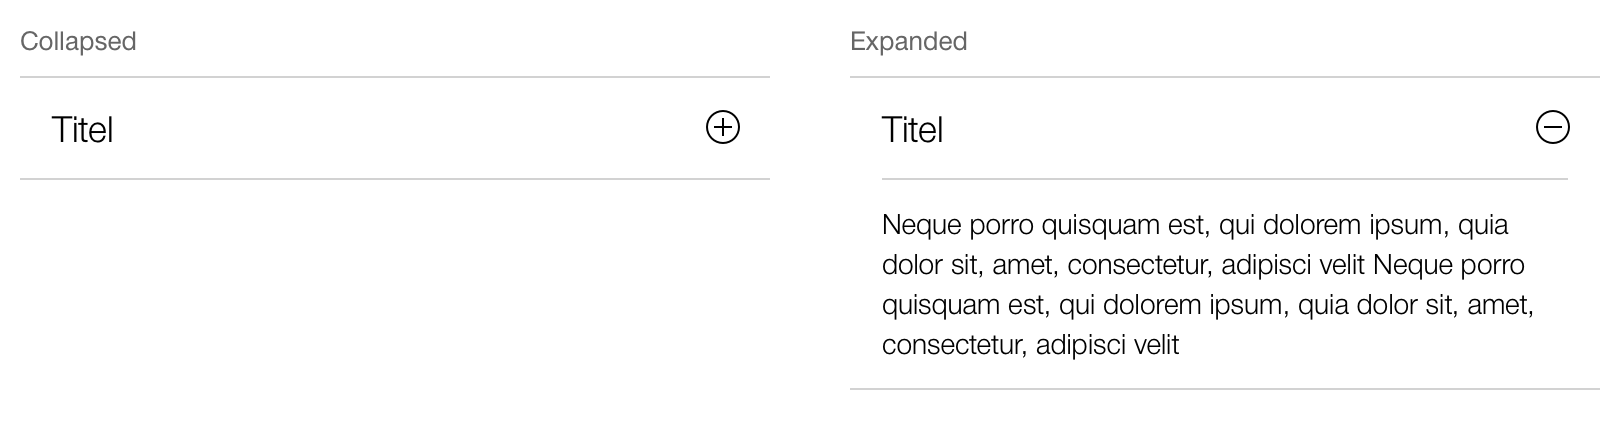 Collapsed
Titel
Expanded
Titel
Neque porro quisquam est, qui dolorem ipsum, quia
dolor sit, amet, consectetur, adipisci velit Neque porro
quisquam est, qui dolorem ipsum, quia dolor sit, amet,
consectetur, adipisci velit